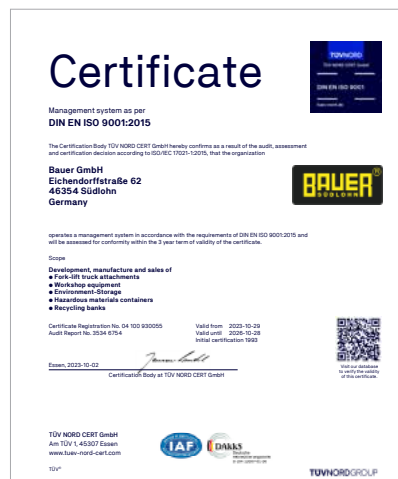 Certificate
TÜVNORD
TÜV NORD CERT GmbH
DIN EN ISO 9001
Management system as per
DIN EN ISO 9001:2015
The Certification Body TÜV NORD CERT GmbH hereby confirms as a result of the audit, assessment
and certification decision according to ISO/IEC 17021-1:2015, that the organization
Bauer GmbH
Eichendorffstraße 62
46354 Südlohn
Germany
BAUER®
SÜDLOHN
operates a management system in accordance with the requirements of DIN EN ISO 9001:2015 and
will be assessed for conformity within the 3 year term of validity of the certificate.
Scope
Development, manufacture and sales of
● Fork-lift truck attachments
● Workshop equipment
● Environment-Storage
● Hazardous materials containers
● Recycling banks
Certificate Registration No. 04 100 930055
Audit Report No. 3534 6754
Valid from 2023-10-29
Valid until 2026-10-28
Initial certification 1993
Essen, 2023-10-02
Certification Body at TÜV NORD CERT GmbH
Visit our database
to verify the validity
of this certificate.
TÜV NORD CERT GmbH
Am TÜV 1, 45307 Essen
www.tuev-nord-cert.com
IAF
DAkkS
Deutsche
Akkreditierungsstelle
TÜV®
TÜVNORDGROUP